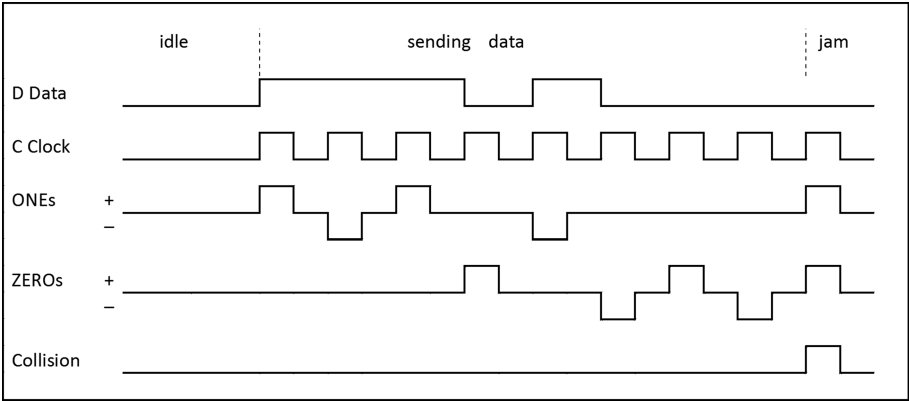 idle sending data jam
D Data
C Clock
ONEs +
–
ZEROs +
–
Collision